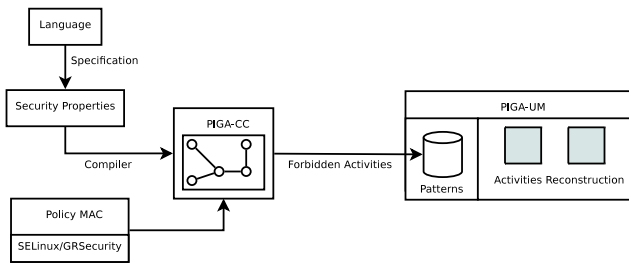 Language
Specification
Security Properties
Compiler
PIGA-CC
Forbidden Activities
PIGA-UM
Patterns
Activities Reconstruction
Policy MAC
SELinux/GRSecurity